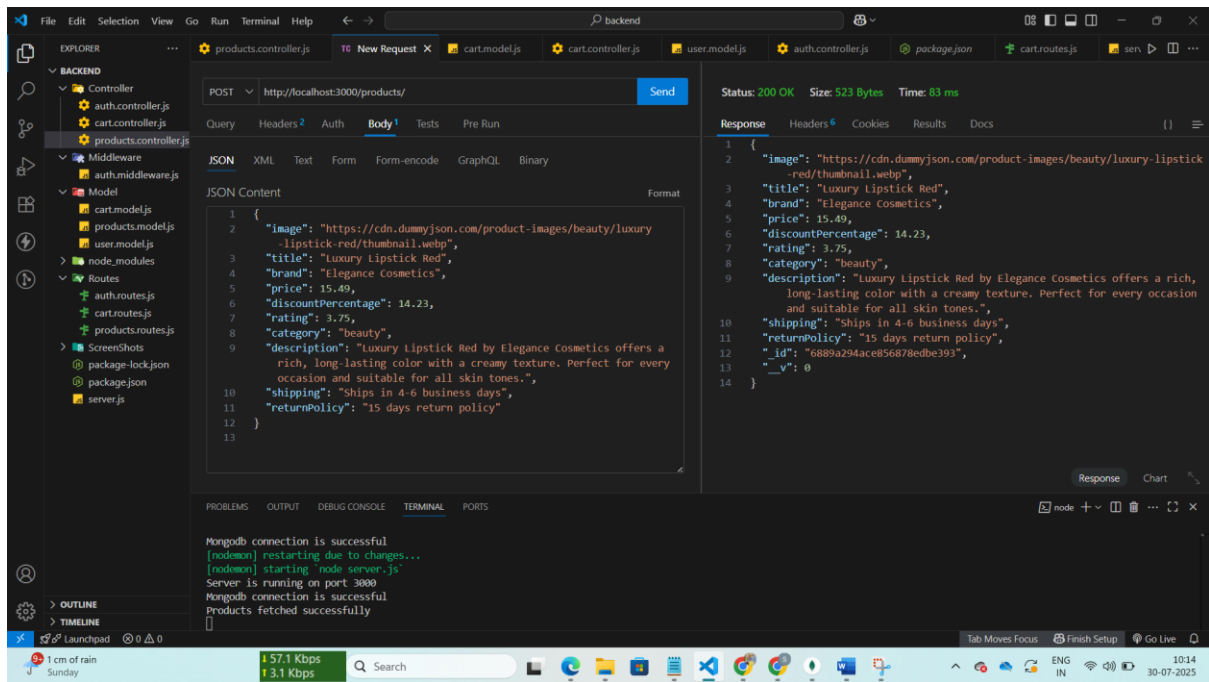 File Edit Selection View Go Run Terminal Help
backend
EXPLORER
products.controller.js
TC New Request
cart.model.js
cart.controller.js
user.model.js
auth.controller.js
package.json
cart.routes.js
BACKEND
Controller
auth.controller.js
cart.controller.js
products.controller.js
Middleware
auth.middleware.js
Model
cart.model.js
products.model.js
user.model.js
node_modules
Routes
auth.routes.js
cart.routes.js
products.routes.js
ScreenShots
package-lock.json
package.json
server.js
OUTLINE
TIMELINE
POST http://localhost:3000/products/ Send
Query Headers 2 Auth Body 1 Tests Pre Run
JSON XML Text Form Form-encode GraphQL Binary
JSON Content Format
1 {
2 "image": "https://cdn.dummyjson.com/product-images/beauty/luxury
-lipstick-red/thumbnail.webp",
3 "title": "Luxury Lipstick Red",
4 "brand": "Elegance Cosmetics",
5 "price": 15.49,
6 "discountPercentage": 14.23,
7 "rating": 3.75,
8 "category": "beauty",
9 "description": "Luxury Lipstick Red by Elegance Cosmetics offers a
rich, long-lasting color with a creamy texture. Perfect for every
occasion and suitable for all skin tones.",
10 "shipping": "Ships in 4-6 business days",
11 "returnPolicy": "15 days return policy"
12 }
13
Status: 200 OK Size: 523 Bytes Time: 83 ms
Response Headers 6 Cookies Results Docs {}
1 {
2 "image": "https://cdn.dummyjson.com/product-images/beauty/luxury-lipstick
-red/thumbnail.webp",
3 "title": "Luxury Lipstick Red",
4 "brand": "Elegance Cosmetics",
5 "price": 15.49,
6 "discountPercentage": 14.23,
7 "rating": 3.75,
8 "category": "beauty",
9 "description": "Luxury Lipstick Red by Elegance Cosmetics offers a rich,
long-lasting color with a creamy texture. Perfect for every occasion
and suitable for all skin tones.",
10 "shipping": "Ships in 4-6 business days",
11 "returnPolicy": "15 days return policy",
12 "_id": "6889a294ace856878edbe393",
13 "__v": 0
14 }
Response Chart
PROBLEMS OUTPUT DEBUG CONSOLE TERMINAL PORTS
node
Mongodb connection is successful
[nodemon] restarting due to changes...
[nodemon] starting `node server.js`
Server is running on port 3000
Mongodb connection is successful
Products fetched successfully
Launchpad 0 0
Tab Moves Focus Finish Setup Go Live
9+
1 cm of rain
Sunday
57.1 Kbps
3.1 Kbps
Search
ENG
IN
10:14
30-07-2025